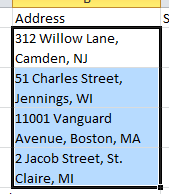 Address
312 Willow Lane,
Camden, NJ
51 Charles Street,
Jennings, WI
11001 Vanguard
Avenue, Boston, MA
2 Jacob Street, St.
Claire, MI